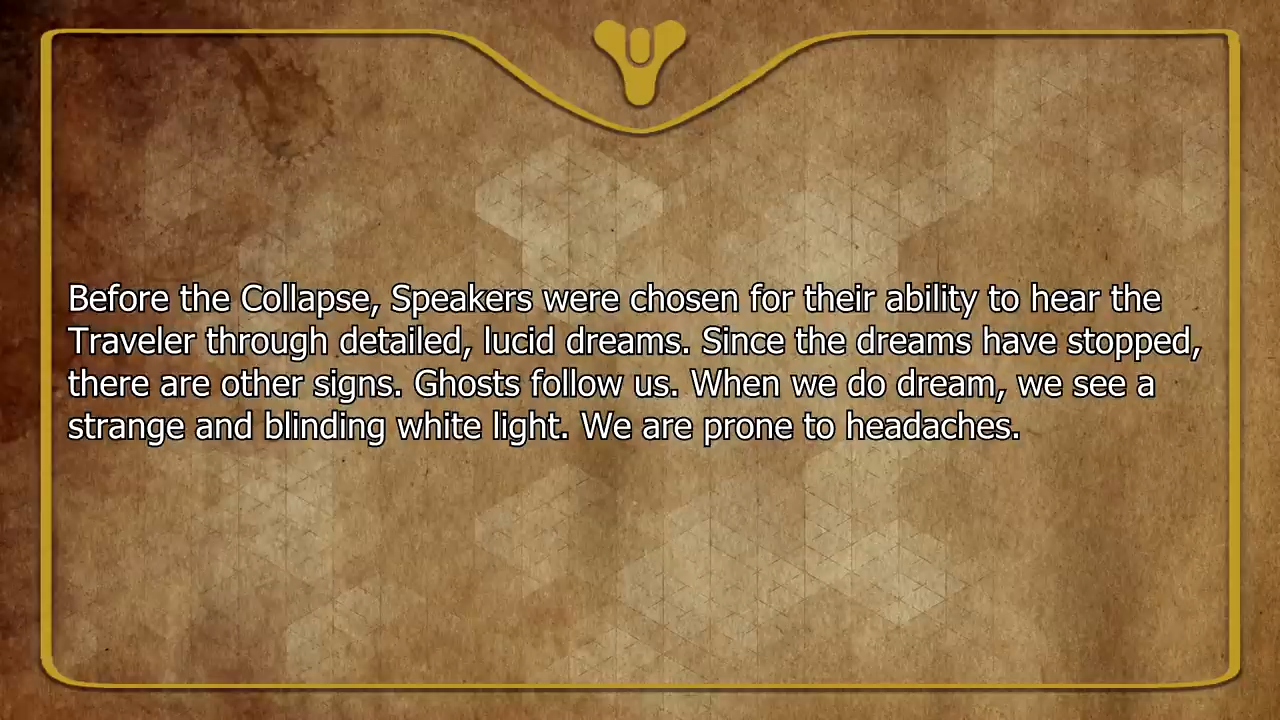 Before the Collapse, Speakers were chosen for their ability to hear the
Traveler through detailed, lucid dreams. Since the dreams have stopped,
there are other signs. Ghosts follow us. When we do dream, we see a
strange and blinding white light. We are prone to headaches.